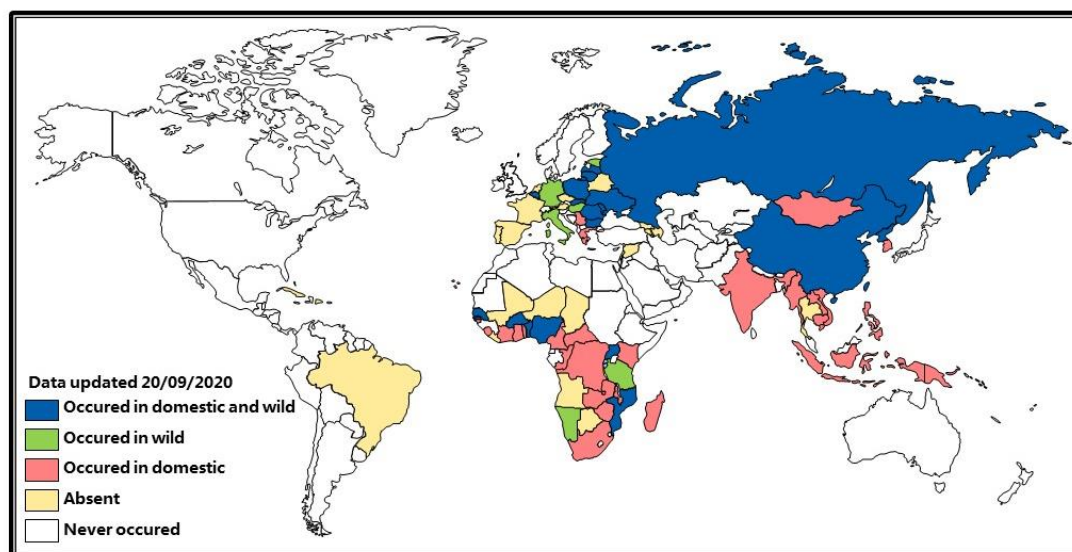 Data updated 20/09/2020
Occured in domestic and wild
Occured in wild
Occured in domestic
Absent
Never occured